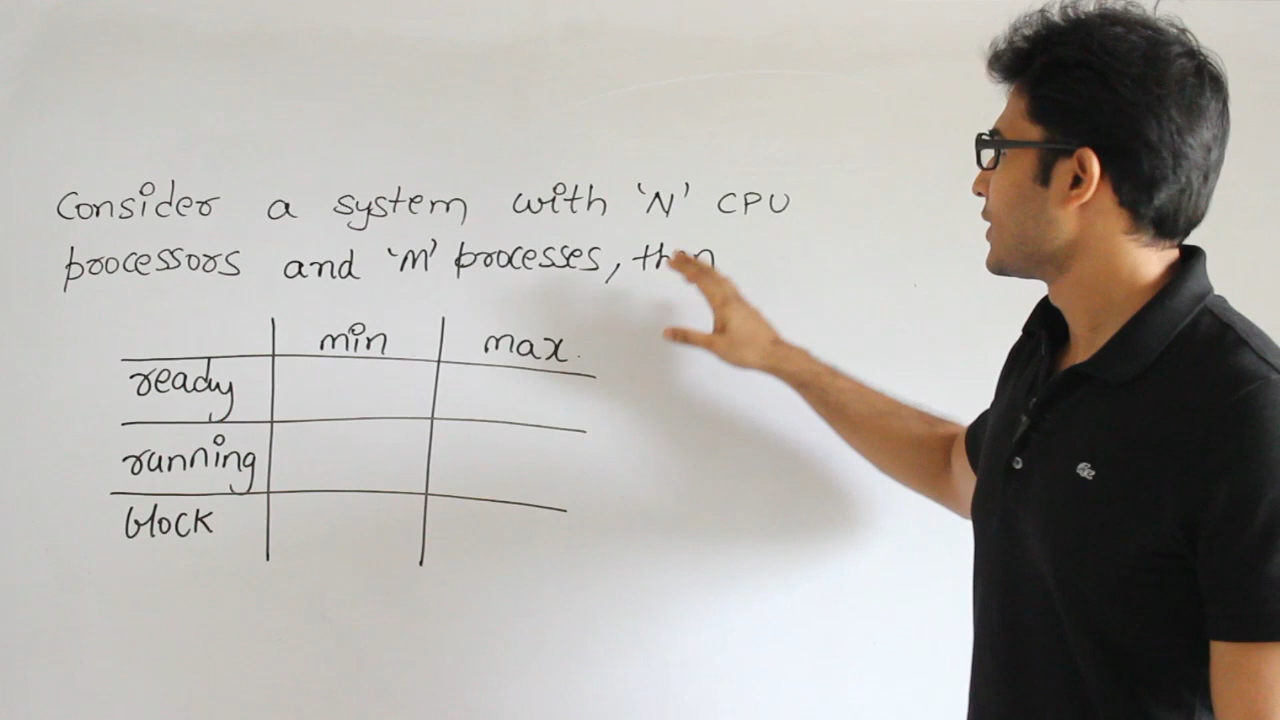 Consider a system with 'N' CPU
processors and 'M' processes, then
min max.
ready
running
block